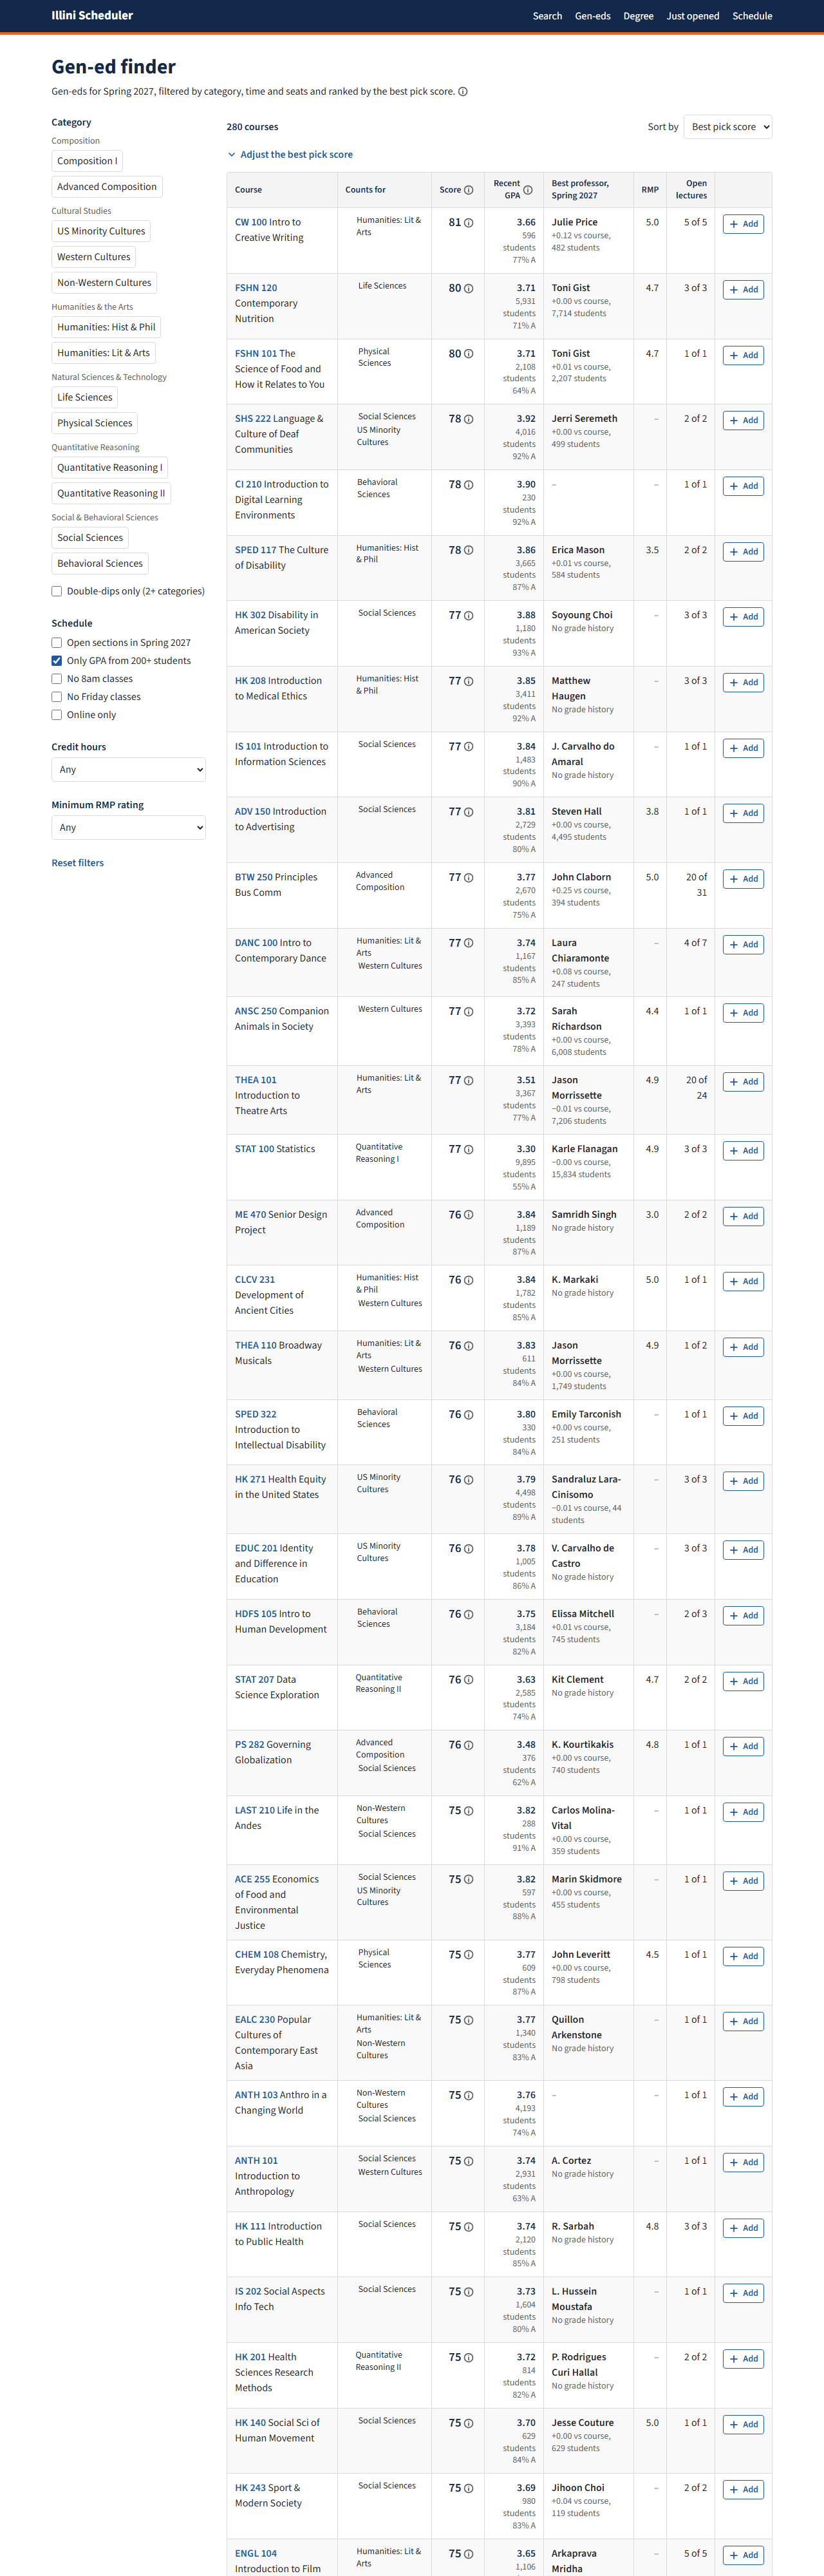 Illini Scheduler
Search Gen-eds Degree Just opened Schedule
Gen-ed finder
Gen-eds for Spring 2027, filtered by category, time and seats and ranked by the best pick score.
Category
Composition
Composition I
Advanced Composition
Cultural Studies
US Minority Cultures
Western Cultures
Non-Western Cultures
Humanities & the Arts
Humanities: Hist & Phil
Humanities: Lit & Arts
Natural Sciences & Technology
Life Sciences
Physical Sciences
Quantitative Reasoning
Quantitative Reasoning I
Quantitative Reasoning II
Social & Behavioral Sciences
Social Sciences
Behavioral Sciences
Double-dips only (2+ categories)
Schedule
Open sections in Spring 2027
Only GPA from 200+ students
No 8am classes
No Friday classes
Online only
Credit hours
Any
Minimum RMP rating
Any
Reset filters
280 courses
Sort by Best pick score
Adjust the best pick score
Course Counts for Score Recent GPA Best professor, Spring 2027 RMP Open lectures
CW 100 Intro to Creative Writing Humanities: Lit & Arts 81 3.66 596 students 77% A Julie Price +0.12 vs course, 482 students 5.0 5 of 5 Add
FSHN 120 Contemporary Nutrition Life Sciences 80 3.71 5,931 students 71% A Toni Gist +0.00 vs course, 7,714 students 4.7 3 of 3 Add
FSHN 101 The Science of Food and How it Relates to You Physical Sciences 80 3.71 2,108 students 64% A Toni Gist +0.01 vs course, 2,207 students 4.7 1 of 1 Add
SHS 222 Language & Culture of Deaf Communities Social Sciences US Minority Cultures 78 3.92 4,016 students 92% A Jerri Seremeth +0.00 vs course, 499 students – 2 of 2 Add
CI 210 Introduction to Digital Learning Environments Behavioral Sciences 78 3.90 230 students 92% A – – 1 of 1 Add
SPED 117 The Culture of Disability Humanities: Hist & Phil 78 3.86 3,665 students 87% A Erica Mason +0.01 vs course, 584 students 3.5 2 of 2 Add
HK 302 Disability in American Society Social Sciences 77 3.88 1,180 students 93% A Soyoung Choi No grade history – 3 of 3 Add
HK 208 Introduction to Medical Ethics Humanities: Hist & Phil 77 3.85 3,411 students 92% A Matthew Haugen No grade history – 3 of 3 Add
IS 101 Introduction to Information Sciences Social Sciences 77 3.84 1,483 students 90% A J. Carvalho do Amaral No grade history – 1 of 1 Add
ADV 150 Introduction to Advertising Social Sciences 77 3.81 2,729 students 80% A Steven Hall +0.00 vs course, 4,495 students 3.8 1 of 1 Add
BTW 250 Principles Bus Comm Advanced Composition 77 3.77 2,670 students 75% A John Claborn +0.25 vs course, 394 students 5.0 20 of 31 Add
DANC 100 Intro to Contemporary Dance Humanities: Lit & Arts Western Cultures 77 3.74 1,167 students 85% A Laura Chiaramonte +0.08 vs course, 247 students – 4 of 7 Add
ANSC 250 Companion Animals in Society Western Cultures 77 3.72 3,393 students 78% A Sarah Richardson +0.00 vs course, 6,008 students 4.4 1 of 1 Add
THEA 101 Introduction to Theatre Arts Humanities: Lit & Arts 77 3.51 3,367 students 77% A Jason Morrissette −0.01 vs course, 7,206 students 4.9 20 of 24 Add
STAT 100 Statistics Quantitative Reasoning I 77 3.30 9,895 students 55% A Karle Flanagan −0.00 vs course, 15,834 students 4.9 3 of 3 Add
ME 470 Senior Design Project Advanced Composition 76 3.84 1,189 students 87% A Samridh Singh No grade history 3.0 2 of 2 Add
CLCV 231 Development of Ancient Cities Humanities: Hist & Phil Western Cultures 76 3.84 1,782 students 85% A K. Markaki No grade history 5.0 1 of 1 Add
THEA 110 Broadway Musicals Humanities: Lit & Arts Western Cultures 76 3.83 611 students 84% A Jason Morrissette +0.00 vs course, 1,749 students 4.9 1 of 2 Add
SPED 322 Introduction to Intellectual Disability Behavioral Sciences 76 3.80 330 students 84% A Emily Tarconish +0.00 vs course, 251 students – 1 of 1 Add
HK 271 Health Equity in the United States US Minority Cultures 76 3.79 4,498 students 89% A Sandraluz Lara-Cinisomo −0.01 vs course, 44 students – 3 of 3 Add
EDUC 201 Identity and Difference in Education US Minority Cultures 76 3.78 1,005 students 86% A V. Carvalho de Castro No grade history – 3 of 3 Add
HDFS 105 Intro to Human Development Behavioral Sciences 76 3.75 3,184 students 82% A Elissa Mitchell +0.01 vs course, 745 students – 2 of 3 Add
STAT 207 Data Science Exploration Quantitative Reasoning II 76 3.63 2,585 students 74% A Kit Clement No grade history 4.7 2 of 2 Add
PS 282 Governing Globalization Advanced Composition Social Sciences 76 3.48 376 students 62% A K. Kourtikakis +0.00 vs course, 740 students 4.8 1 of 1 Add
LAST 210 Life in the Andes Non-Western Cultures Social Sciences 75 3.82 288 students 91% A Carlos Molina-Vital +0.00 vs course, 359 students – 1 of 1 Add
ACE 255 Economics of Food and Environmental Justice Social Sciences US Minority Cultures 75 3.82 597 students 88% A Marin Skidmore +0.00 vs course, 455 students – 1 of 1 Add
CHEM 108 Chemistry, Everyday Phenomena Physical Sciences 75 3.77 609 students 87% A John Leveritt +0.00 vs course, 798 students 4.5 1 of 1 Add
EALC 230 Popular Cultures of Contemporary East Asia Humanities: Lit & Arts Non-Western Cultures 75 3.77 1,340 students 83% A Quillon Arkenstone No grade history – 1 of 1 Add
ANTH 103 Anthro in a Changing World Non-Western Cultures Social Sciences 75 3.76 4,193 students 74% A – – 1 of 1 Add
ANTH 101 Introduction to Anthropology Social Sciences Western Cultures 75 3.74 2,931 students 63% A A. Cortez No grade history – 1 of 1 Add
HK 111 Introduction to Public Health Social Sciences 75 3.74 2,120 students 85% A R. Sarbah No grade history 4.8 3 of 3 Add
IS 202 Social Aspects Info Tech Social Sciences 75 3.73 1,604 students 80% A L. Hussein Moustafa No grade history – 1 of 1 Add
HK 201 Health Sciences Research Methods Quantitative Reasoning II 75 3.72 814 students 82% A P. Rodrigues Curi Hallal No grade history – 2 of 2 Add
HK 140 Social Sci of Human Movement Social Sciences 75 3.70 629 students 84% A Jesse Couture +0.00 vs course, 629 students 5.0 1 of 1 Add
HK 243 Sport & Modern Society Social Sciences 75 3.69 980 students 83% A Jihoon Choi +0.04 vs course, 119 students – 2 of 2 Add
ENGL 104 Introduction to Film Humanities: Lit & Arts 75 3.65 1,106 Arkaprava Mridha – 5 of 5 Add